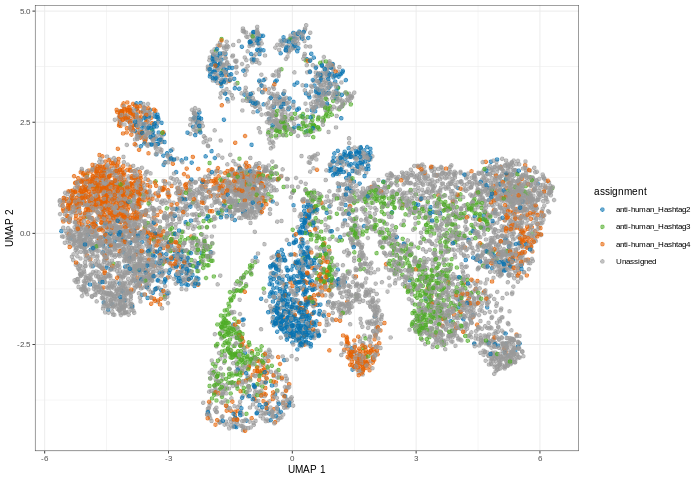 5.0
2.5
0.0
-2.5
UMAP 2
-6
-3
0
3
6
UMAP 1
assignment
anti-human_Hashtag2
anti-human_Hashtag3
anti-human_Hashtag4
Unassigned